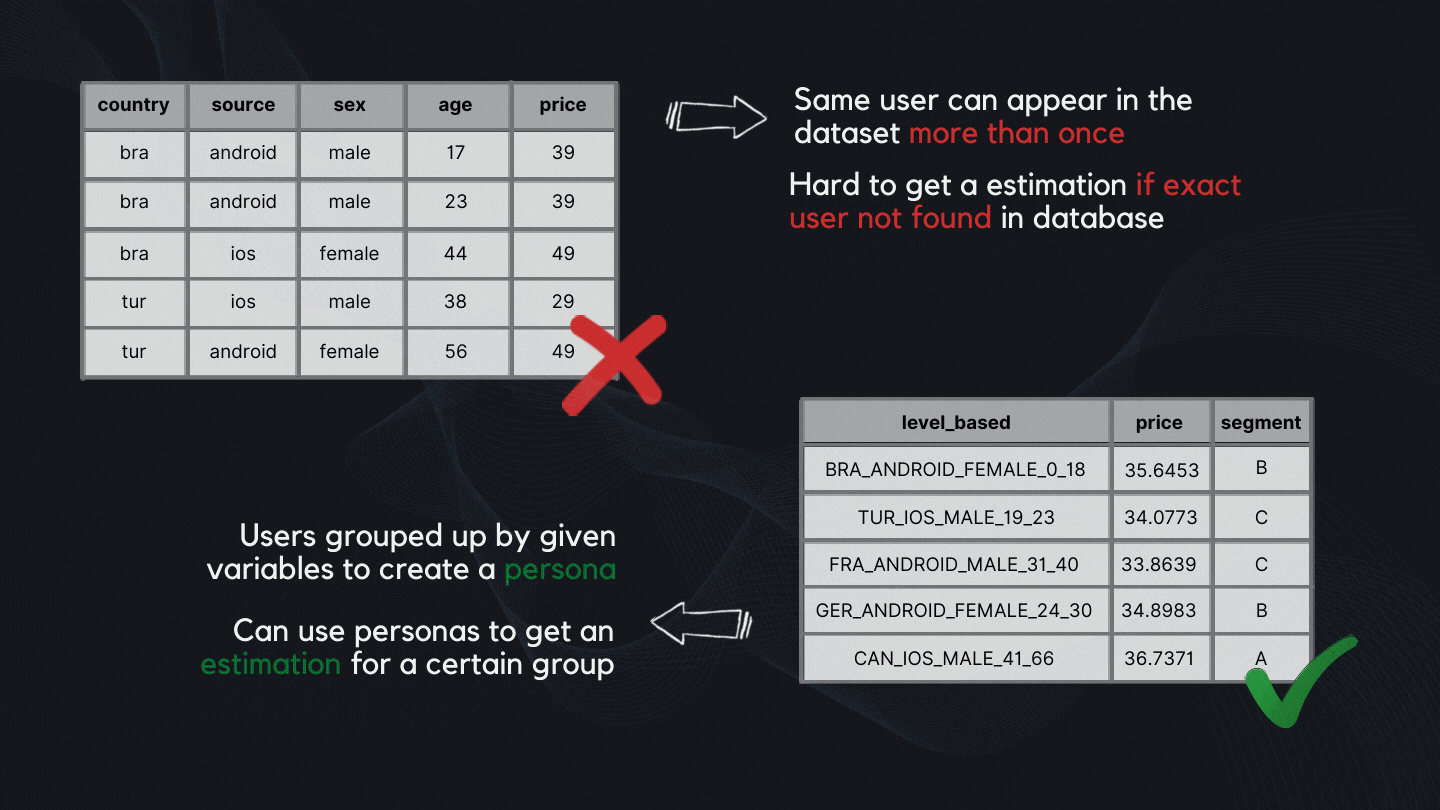 country source sex age price
bra android male 17 39
bra android male 23 39
bra ios female 44 49
tur ios male 38 29
tur android female 56 49
Same user can appear in the
dataset more than once
Hard to get a estimation if exact
user not found in database
Users grouped up by given
variables to create a persona
Can use personas to get an
estimation for a certain group
level_based price segment
BRA_ANDROID_FEMALE_0_18 35.6453 B
TUR_IOS_MALE_19_23 34.0773 C
FRA_ANDROID_MALE_31_40 33.8639 C
GER_ANDROID_FEMALE_24_30 34.8983 B
CAN_IOS_MALE_41_66 36.7371 A